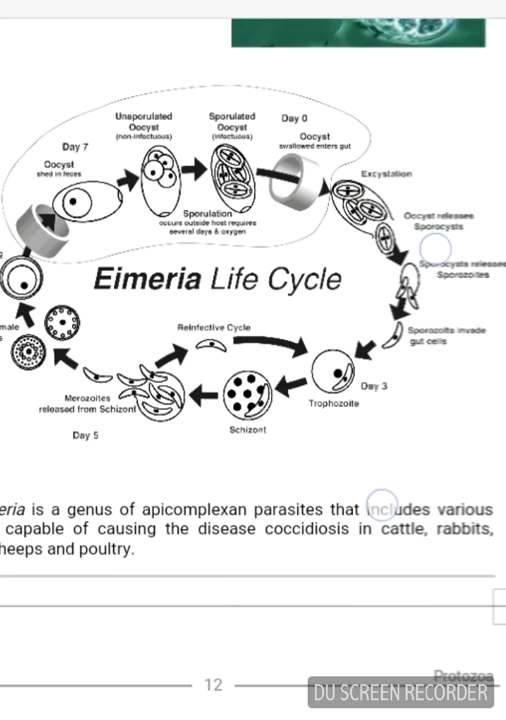 Unsporulated
Oocyst
(non-infectuous)
Sporulated
Oocyst
(infectuous)
Day 0
Oocyst
swallowed enters gut
Day 7
Oocyst
shed in feces
Excystation
Oocyst releases
Sporocysts
Sporulation
occurs outside host requires
several days & oxygen
Sporocysts releases
Sporozoites
Eimeria Life Cycle
Sporozoits invade
gut cells
Reinfective Cycle
male
s
Day 3
Trophozoite
Merozoites
released from Schizont
Schizont
Day 5
eria is a genus of apicomplexan parasites that includes various
capable of causing the disease coccidiosis in cattle, rabbits,
heeps and poultry.
12
Protozoa
DU SCREEN RECORDER